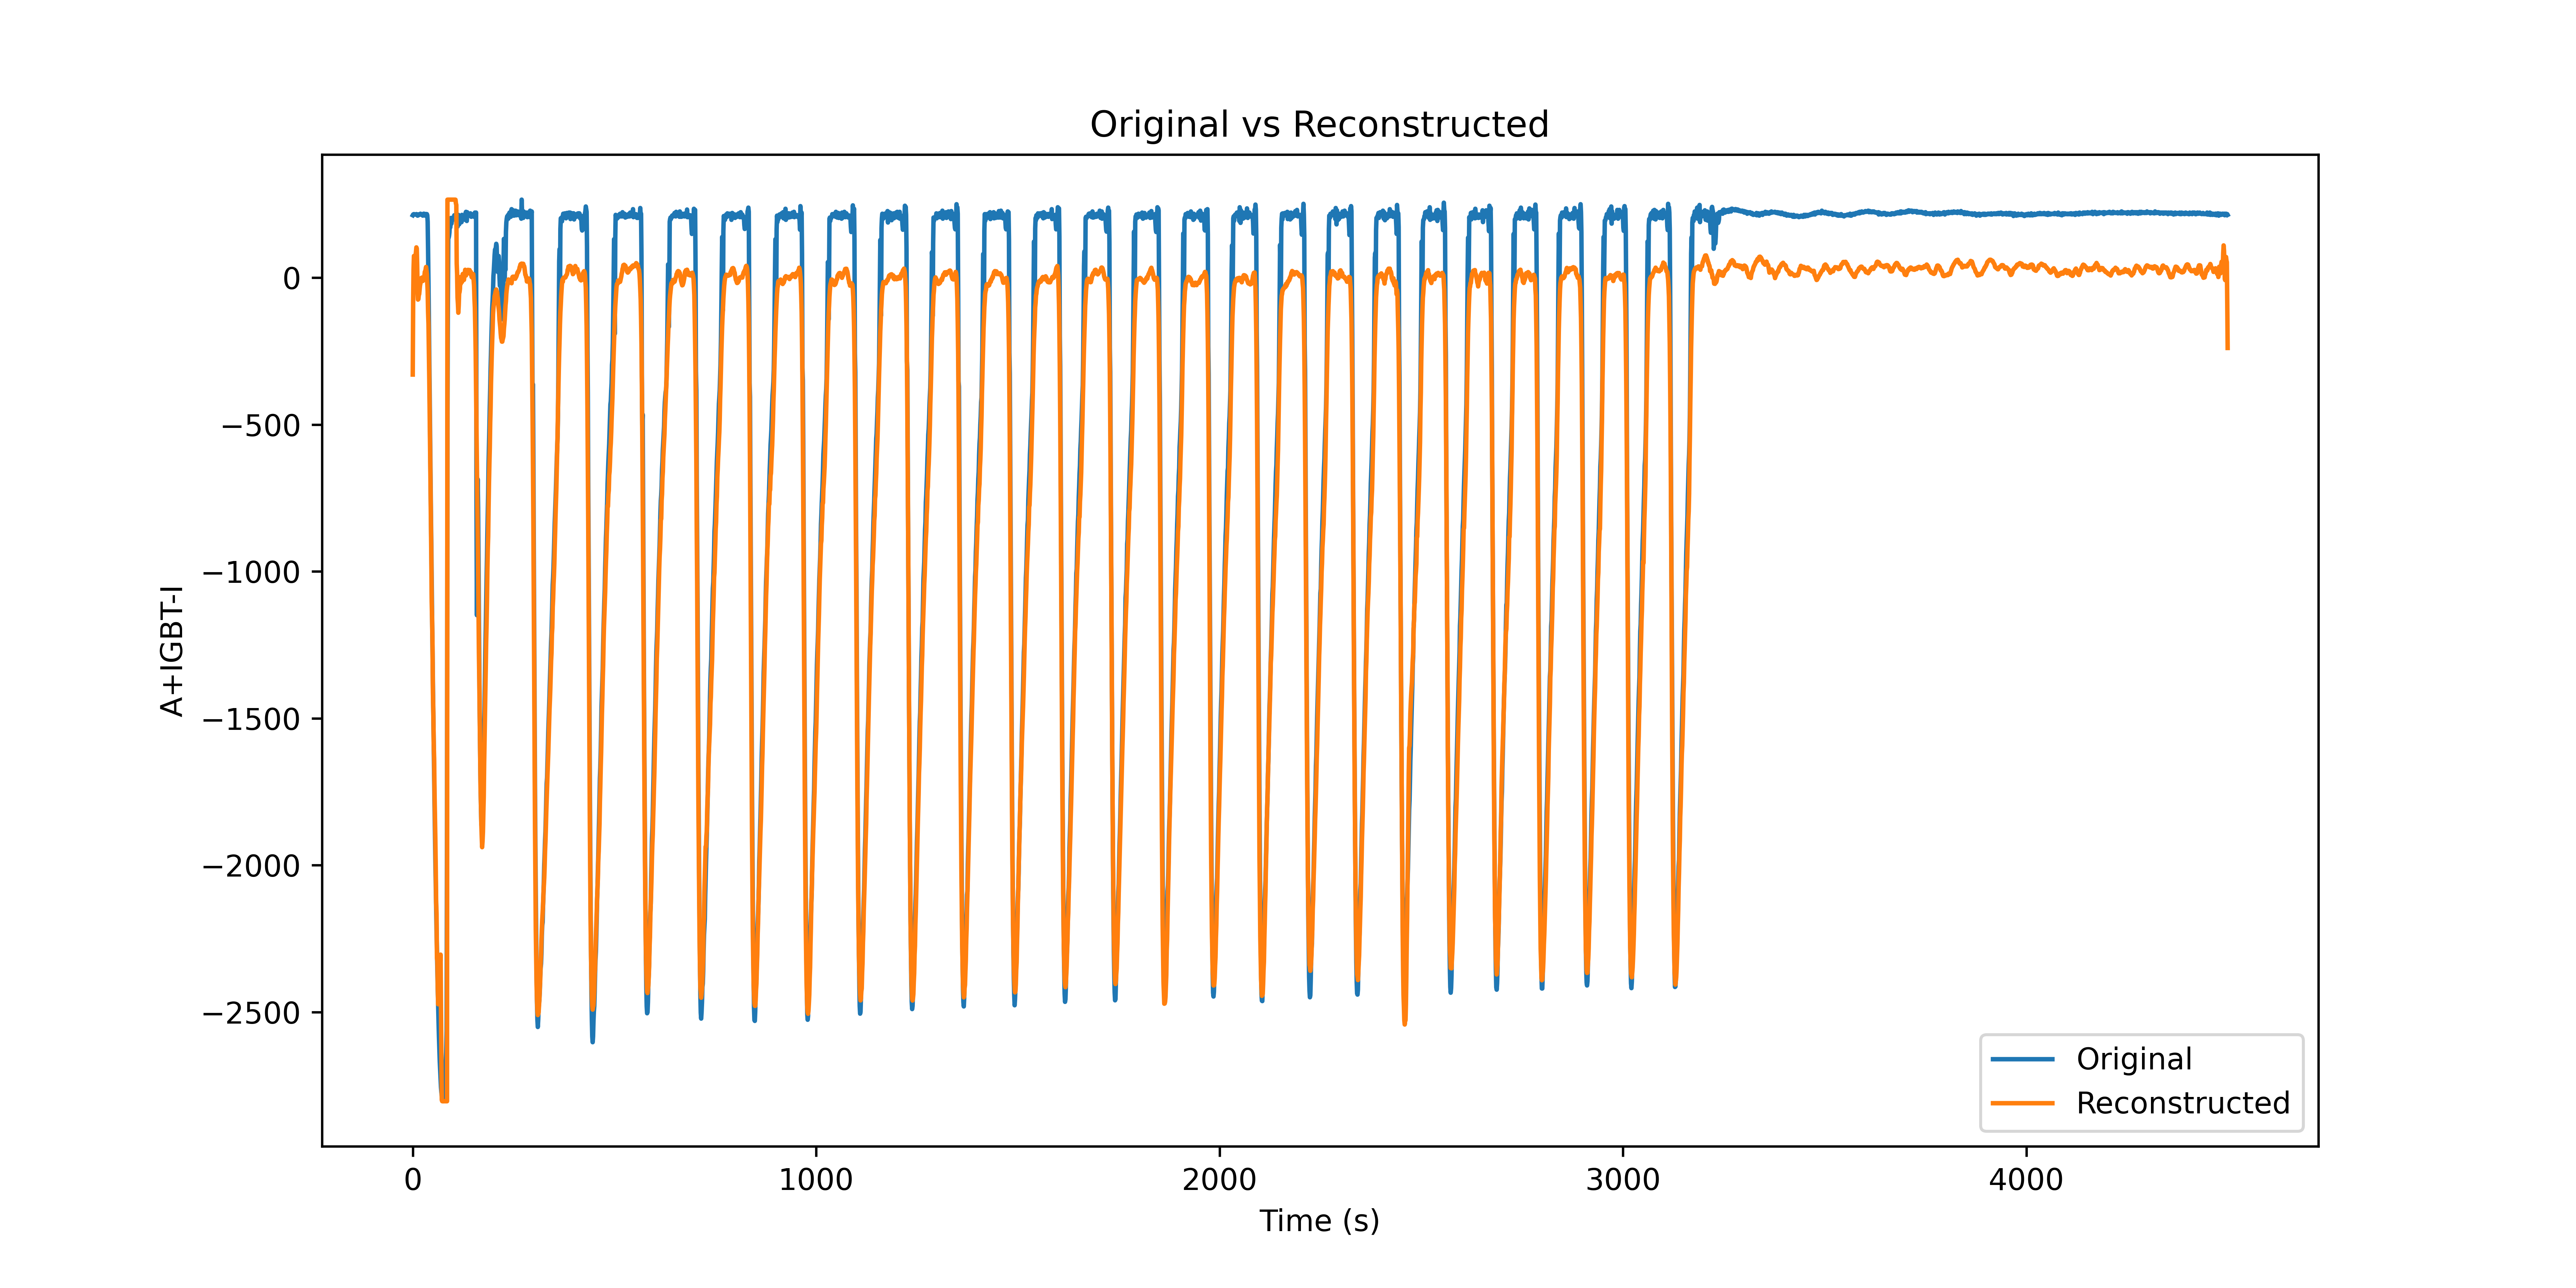 Original vs Reconstructed
A+IGBT-I
0
−500
−1000
−1500
−2000
−2500
0
1000
2000
3000
4000
Time (s)
Original
Reconstructed